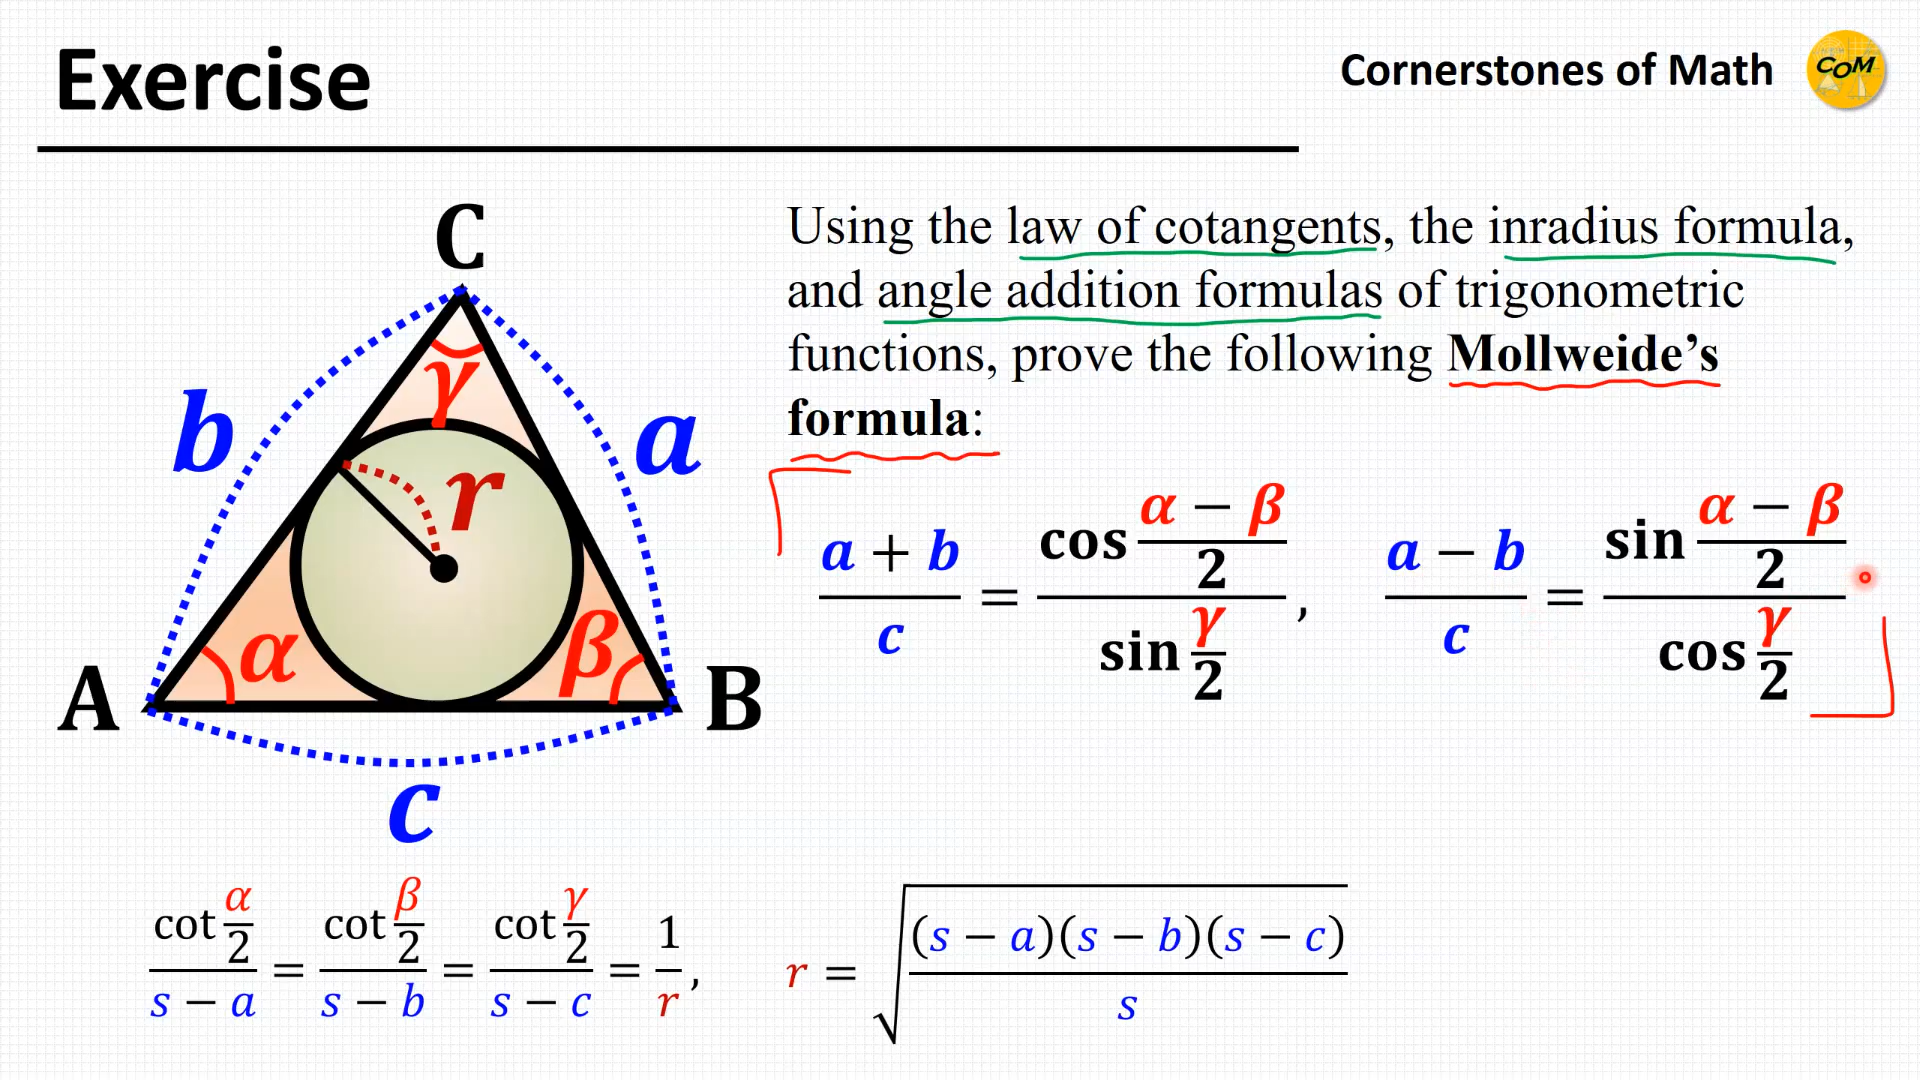 Exercise
Cornerstones of Math
COM
Using the law of cotangents, the inradius formula,
and angle addition formulas of trigonometric
functions, prove the following Mollweide’s
formula:
(a + b)/c = (cos (α − β)/2)/(sin γ/2), (a − b)/c = (sin (α − β)/2)/(cos γ/2)
C
γ
b
a
r
α
β
A
B
c
(cot α/2)/(s − a) = (cot β/2)/(s − b) = (cot γ/2)/(s − c) = 1/r, r = √((s − a)(s − b)(s − c)/s)